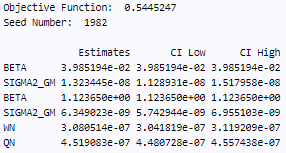 Objective Function:  0.5445247
Seed Number:  1982

         Estimates       CI Low      CI High
BETA      3.985194e-02 3.985194e-02 3.985194e-02
SIGMA2_GM 1.323445e-08 1.128931e-08 1.517958e-08
BETA      1.123650e+00 1.123650e+00 1.123650e+00
SIGMA2_GM 6.349023e-09 5.742944e-09 6.955103e-09
WN        3.080514e-07 3.041819e-07 3.119209e-07
QN        4.519083e-07 4.480728e-07 4.557438e-07